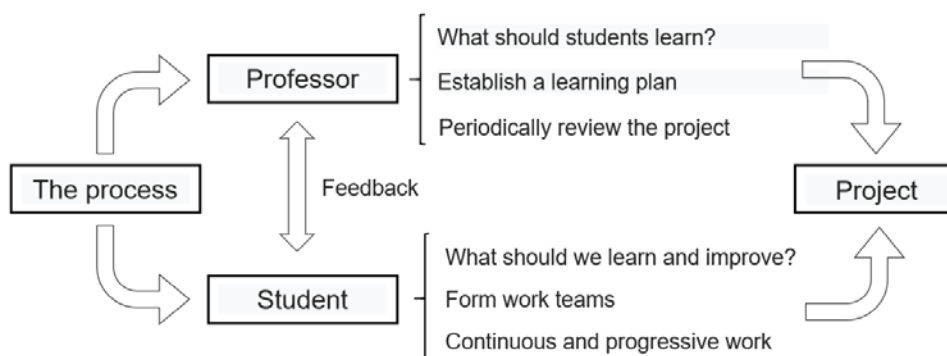 What should students learn?
Professor
Establish a learning plan
Periodically review the project
The process
Feedback
Project
What should we learn and improve?
Student
Form work teams
Continuous and progressive work